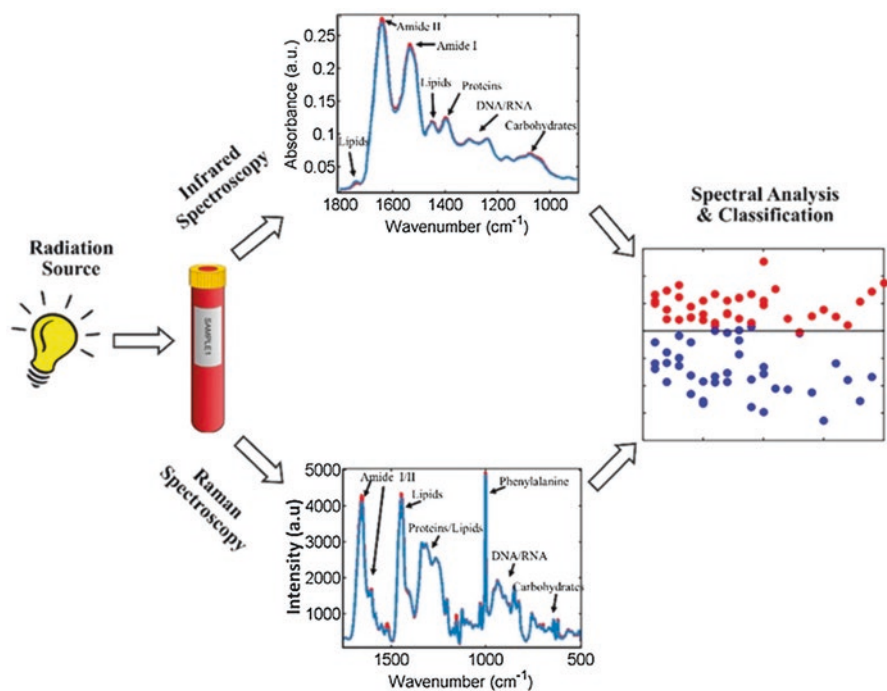 Radiation
Source
Infrared
Spectroscopy
Raman
Spectroscopy
SAMPLE1
Absorbance (a.u.)
0.25
0.2
0.15
0.1
0.05
Amide II
Amide I
Lipids
Proteins
DNA/RNA
Carbohydrates
Lipids
1800 1600 1400 1200 1000
Wavenumber (cm⁻¹)
Intensity (a.u)
5000
4000
3000
2000
1000
Amide I/II
Lipids
Proteins/Lipids
Phenylalanine
DNA/RNA
Carbohydrates
1500 1000 500
Wavenumber (cm⁻¹)
Spectral Analysis
& Classification